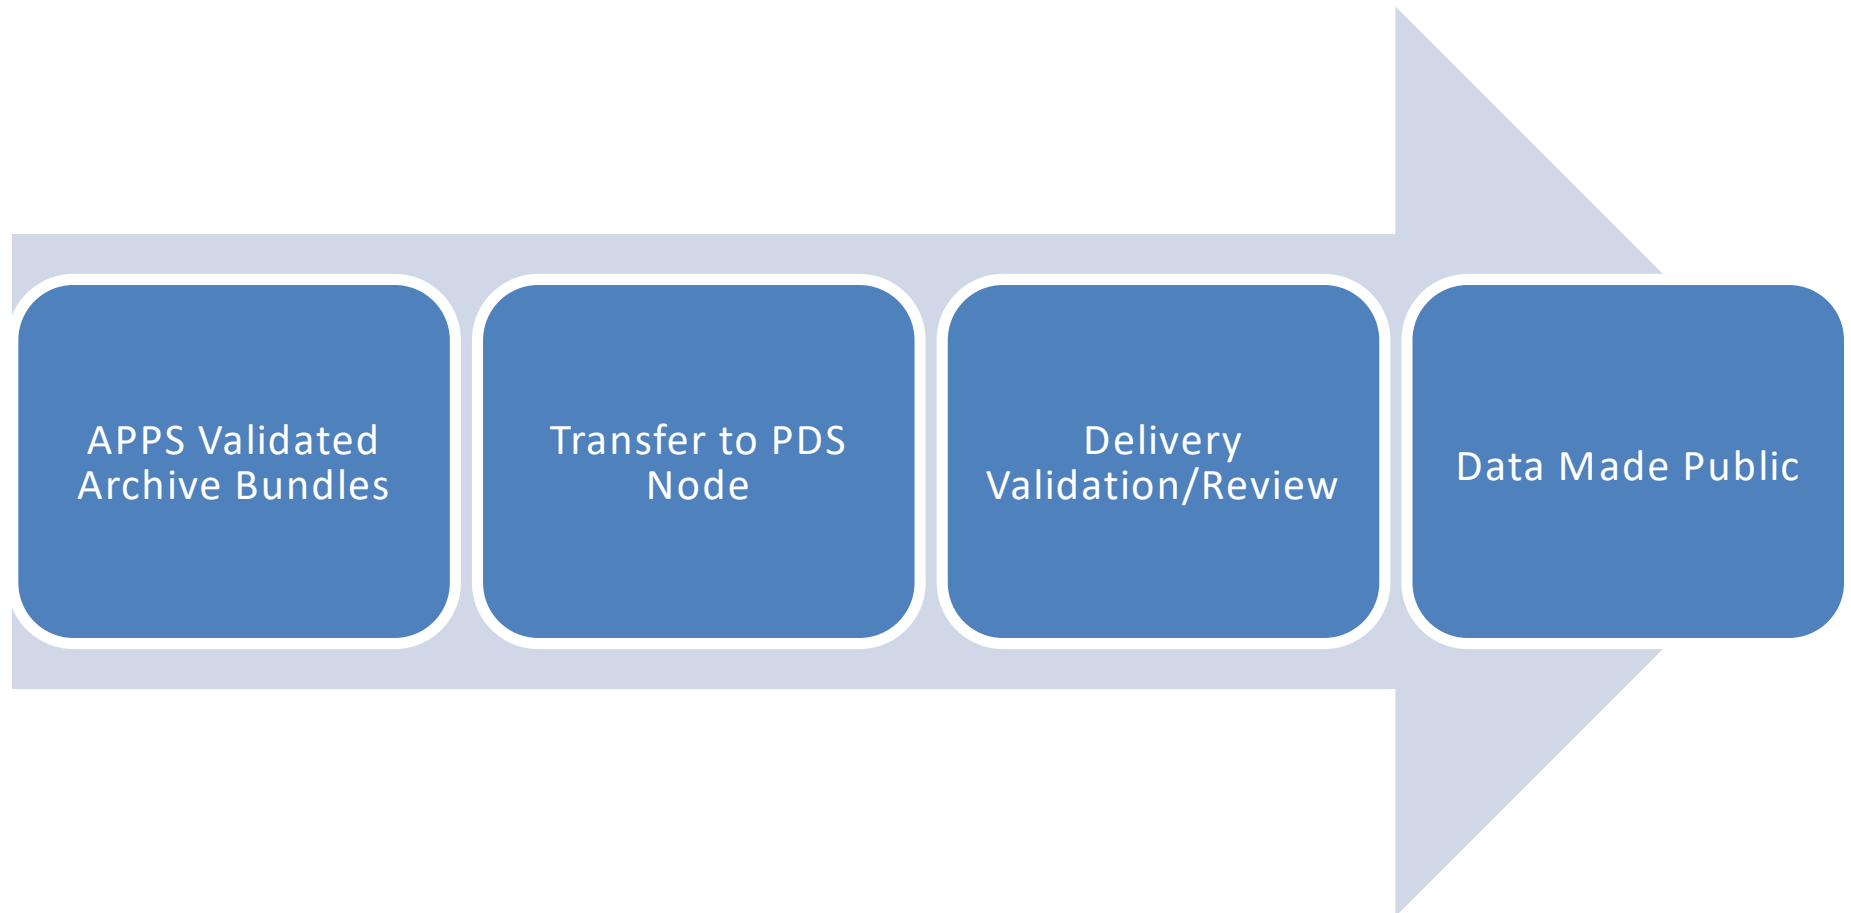 APPS Validated
Archive Bundles
Transfer to PDS
Node
Delivery
Validation/Review
Data Made Public